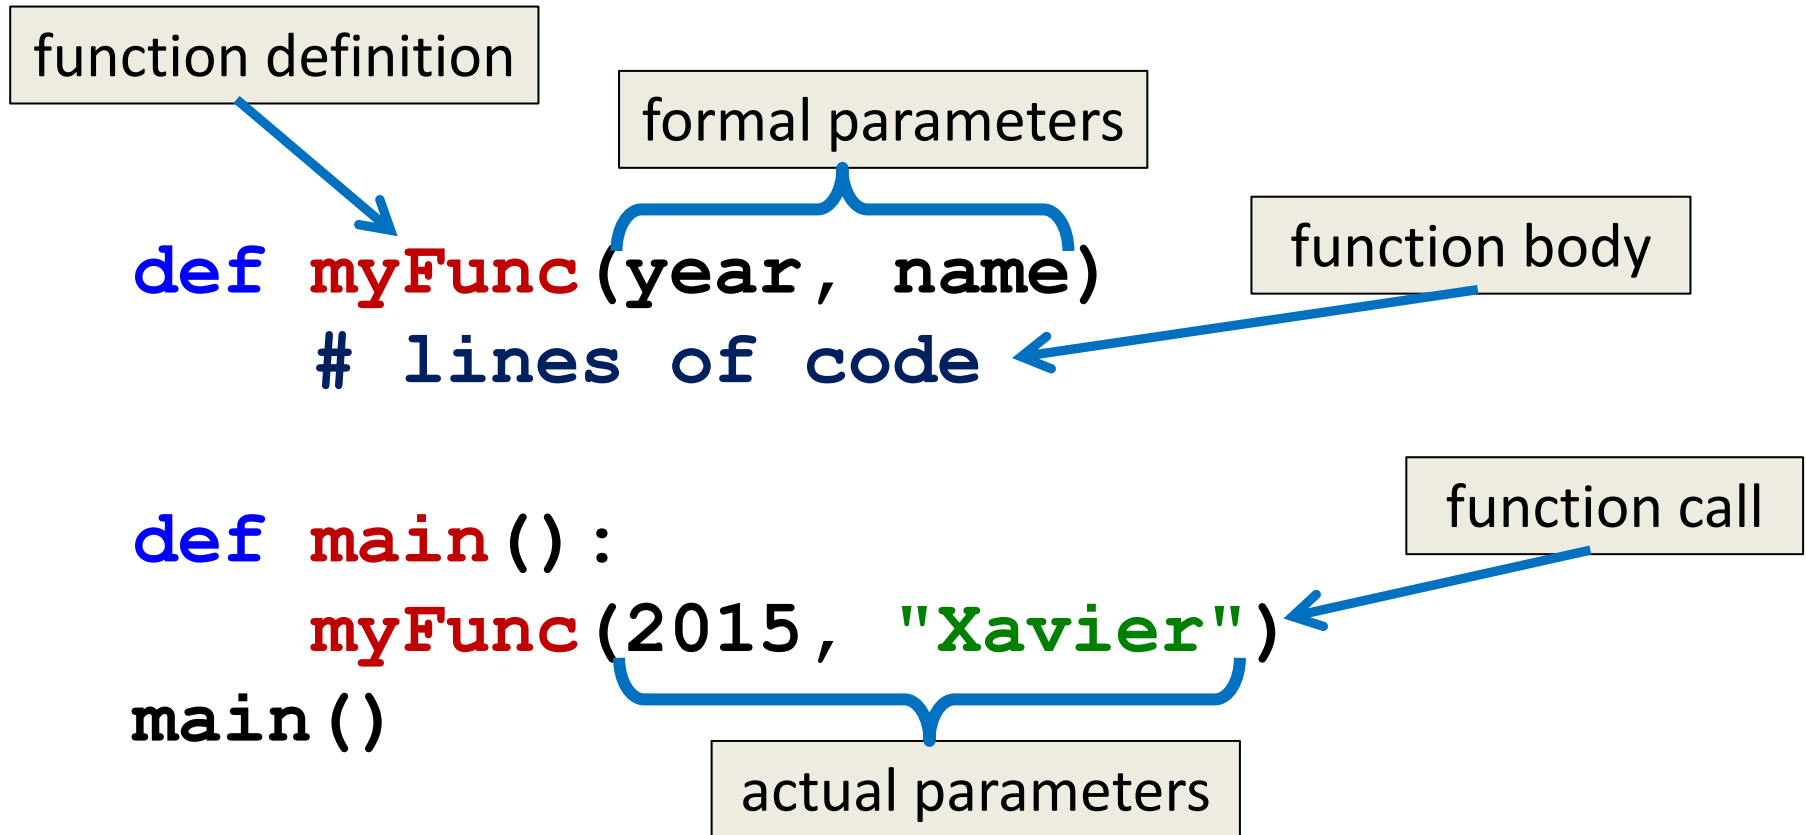 function definition
formal parameters
def myFunc(year, name)
function body
# lines of code
def main():
function call
myFunc(2015, "Xavier")
main()
actual parameters